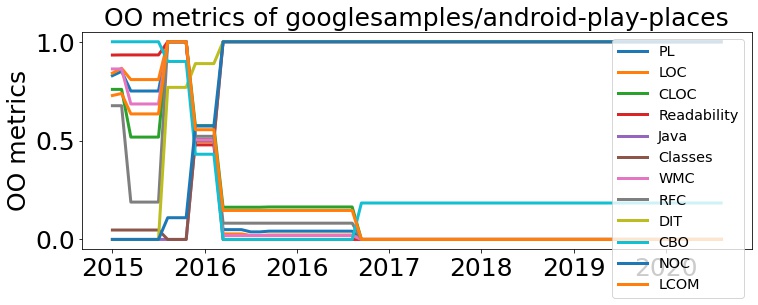 OO metrics of googlesamples/android-play-places
OO metrics
1.0
0.5
0.0
2015
2016
2016
2017
2018
2019
2020
PL
LOC
CLOC
Readability
Java
Classes
WMC
RFC
DIT
CBO
NOC
LCOM